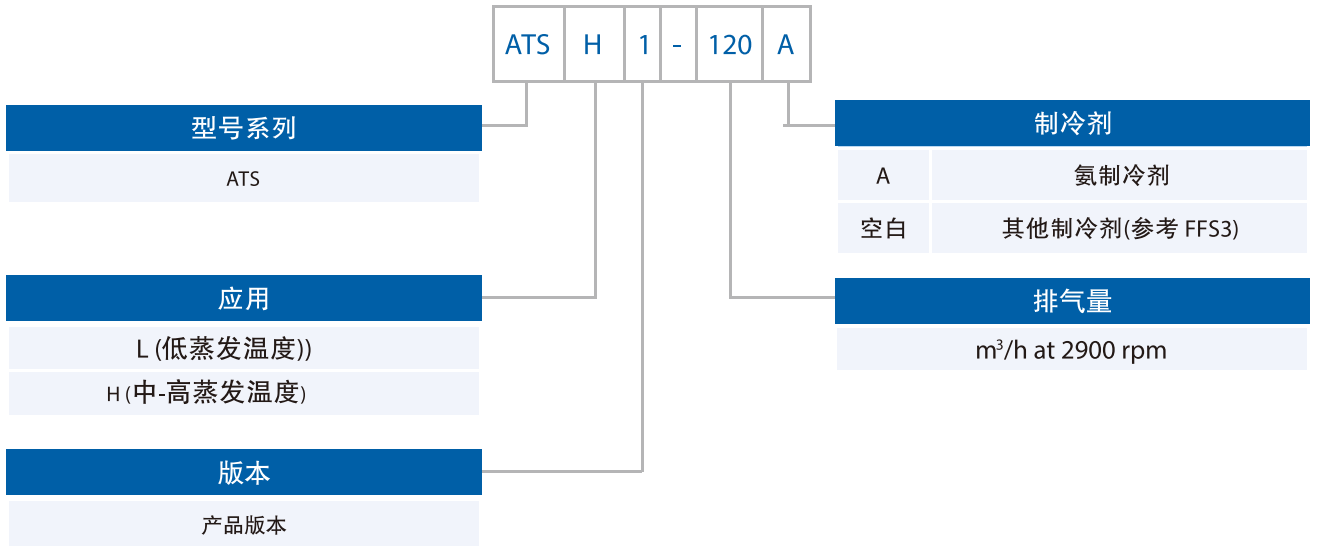 ATS H 1 - 120 A
型号系列
ATS
应用
L (低蒸发温度))
H (中-高蒸发温度)
版本
产品版本
制冷剂
A 氨制冷剂
空白 其他制冷剂(参考 FFS3)
排气量
m³/h at 2900 rpm